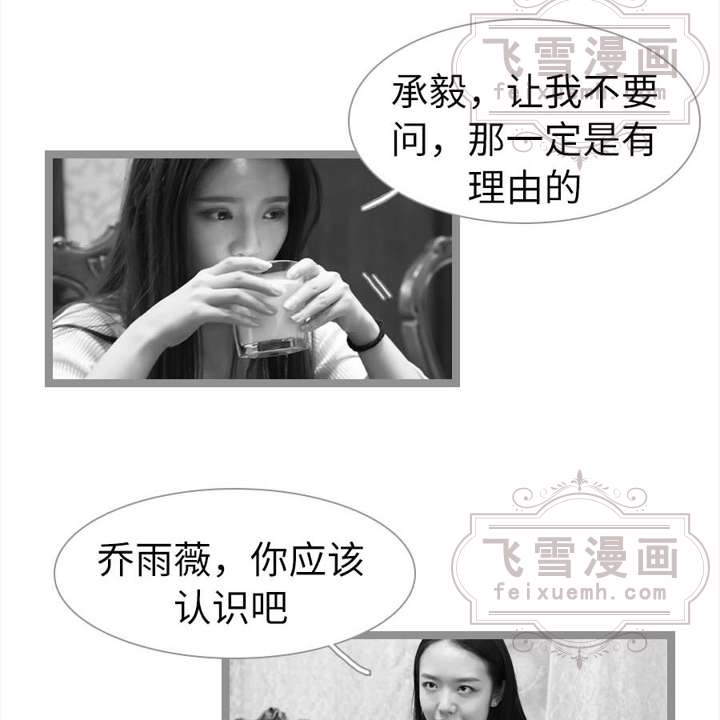 飞雪漫画
feixuemh.com
承毅，让我不要
问，那一定是有
理由的
飞雪漫画
feixuemh.com
乔雨薇，你应该
认识吧